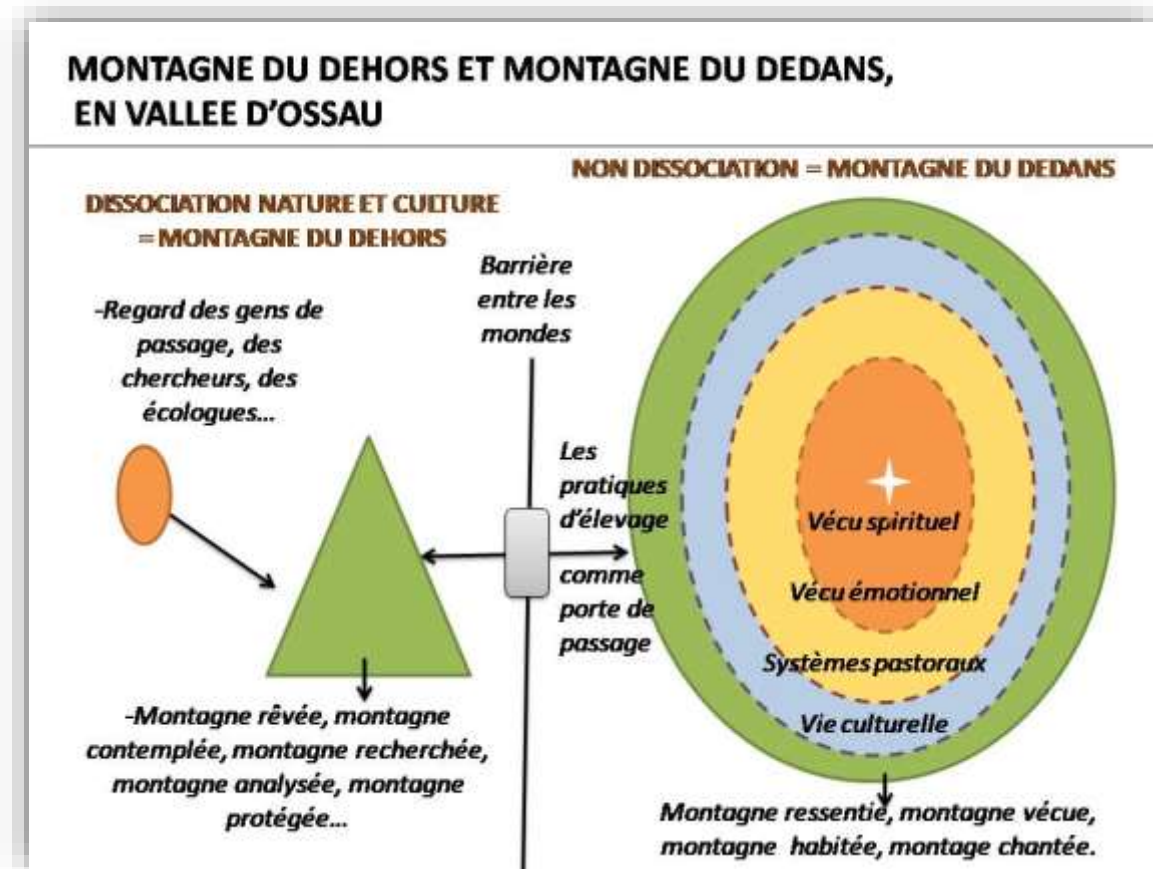 MONTAGNE DU DEHORS ET MONTAGNE DU DEDANS,
EN VALLEE D'OSSAU
DISSOCIATION NATURE ET CULTURE
= MONTAGNE DU DEHORS
-Regard des gens de
passage, des
chercheurs, des
écologues...
-Montagne rêvée, montagne
contemplée, montagne recherchée,
montagne analysée, montagne
protégée...
Barrière
entre les
mondes
Les
pratiques
d'élevage
comme
porte de
passage
NON DISSOCIATION = MONTAGNE DU DEDANS
Vécu spirituel
Vécu émotionnel
Systèmes pastoraux
Vie culturelle
Montagne ressentie, montagne vécue,
montagne habitée, montage chantée.